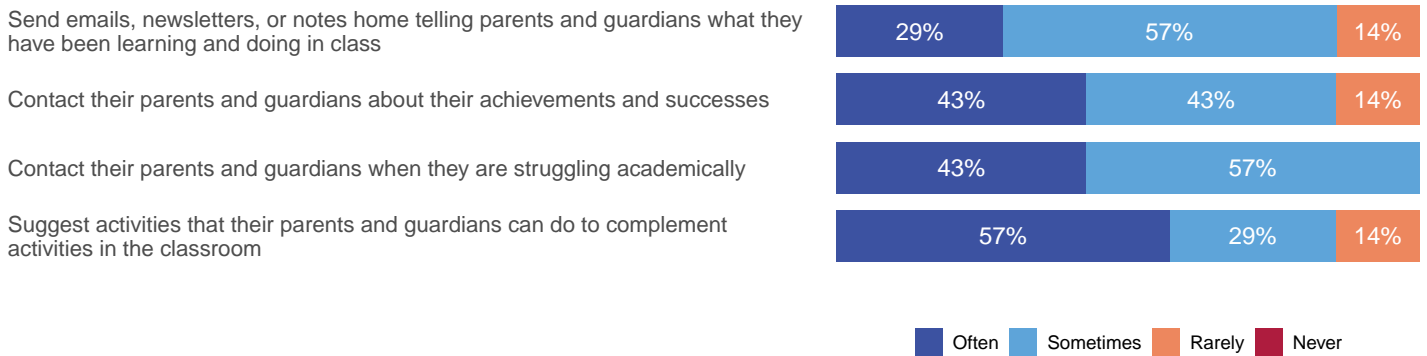 Send emails, newsletters, or notes home telling parents and guardians what they
have been learning and doing in class
29% 57% 14%
Contact their parents and guardians about their achievements and successes
43% 43% 14%
Contact their parents and guardians when they are struggling academically
43% 57%
Suggest activities that their parents and guardians can do to complement
activities in the classroom
57% 29% 14%
Often Sometimes Rarely Never